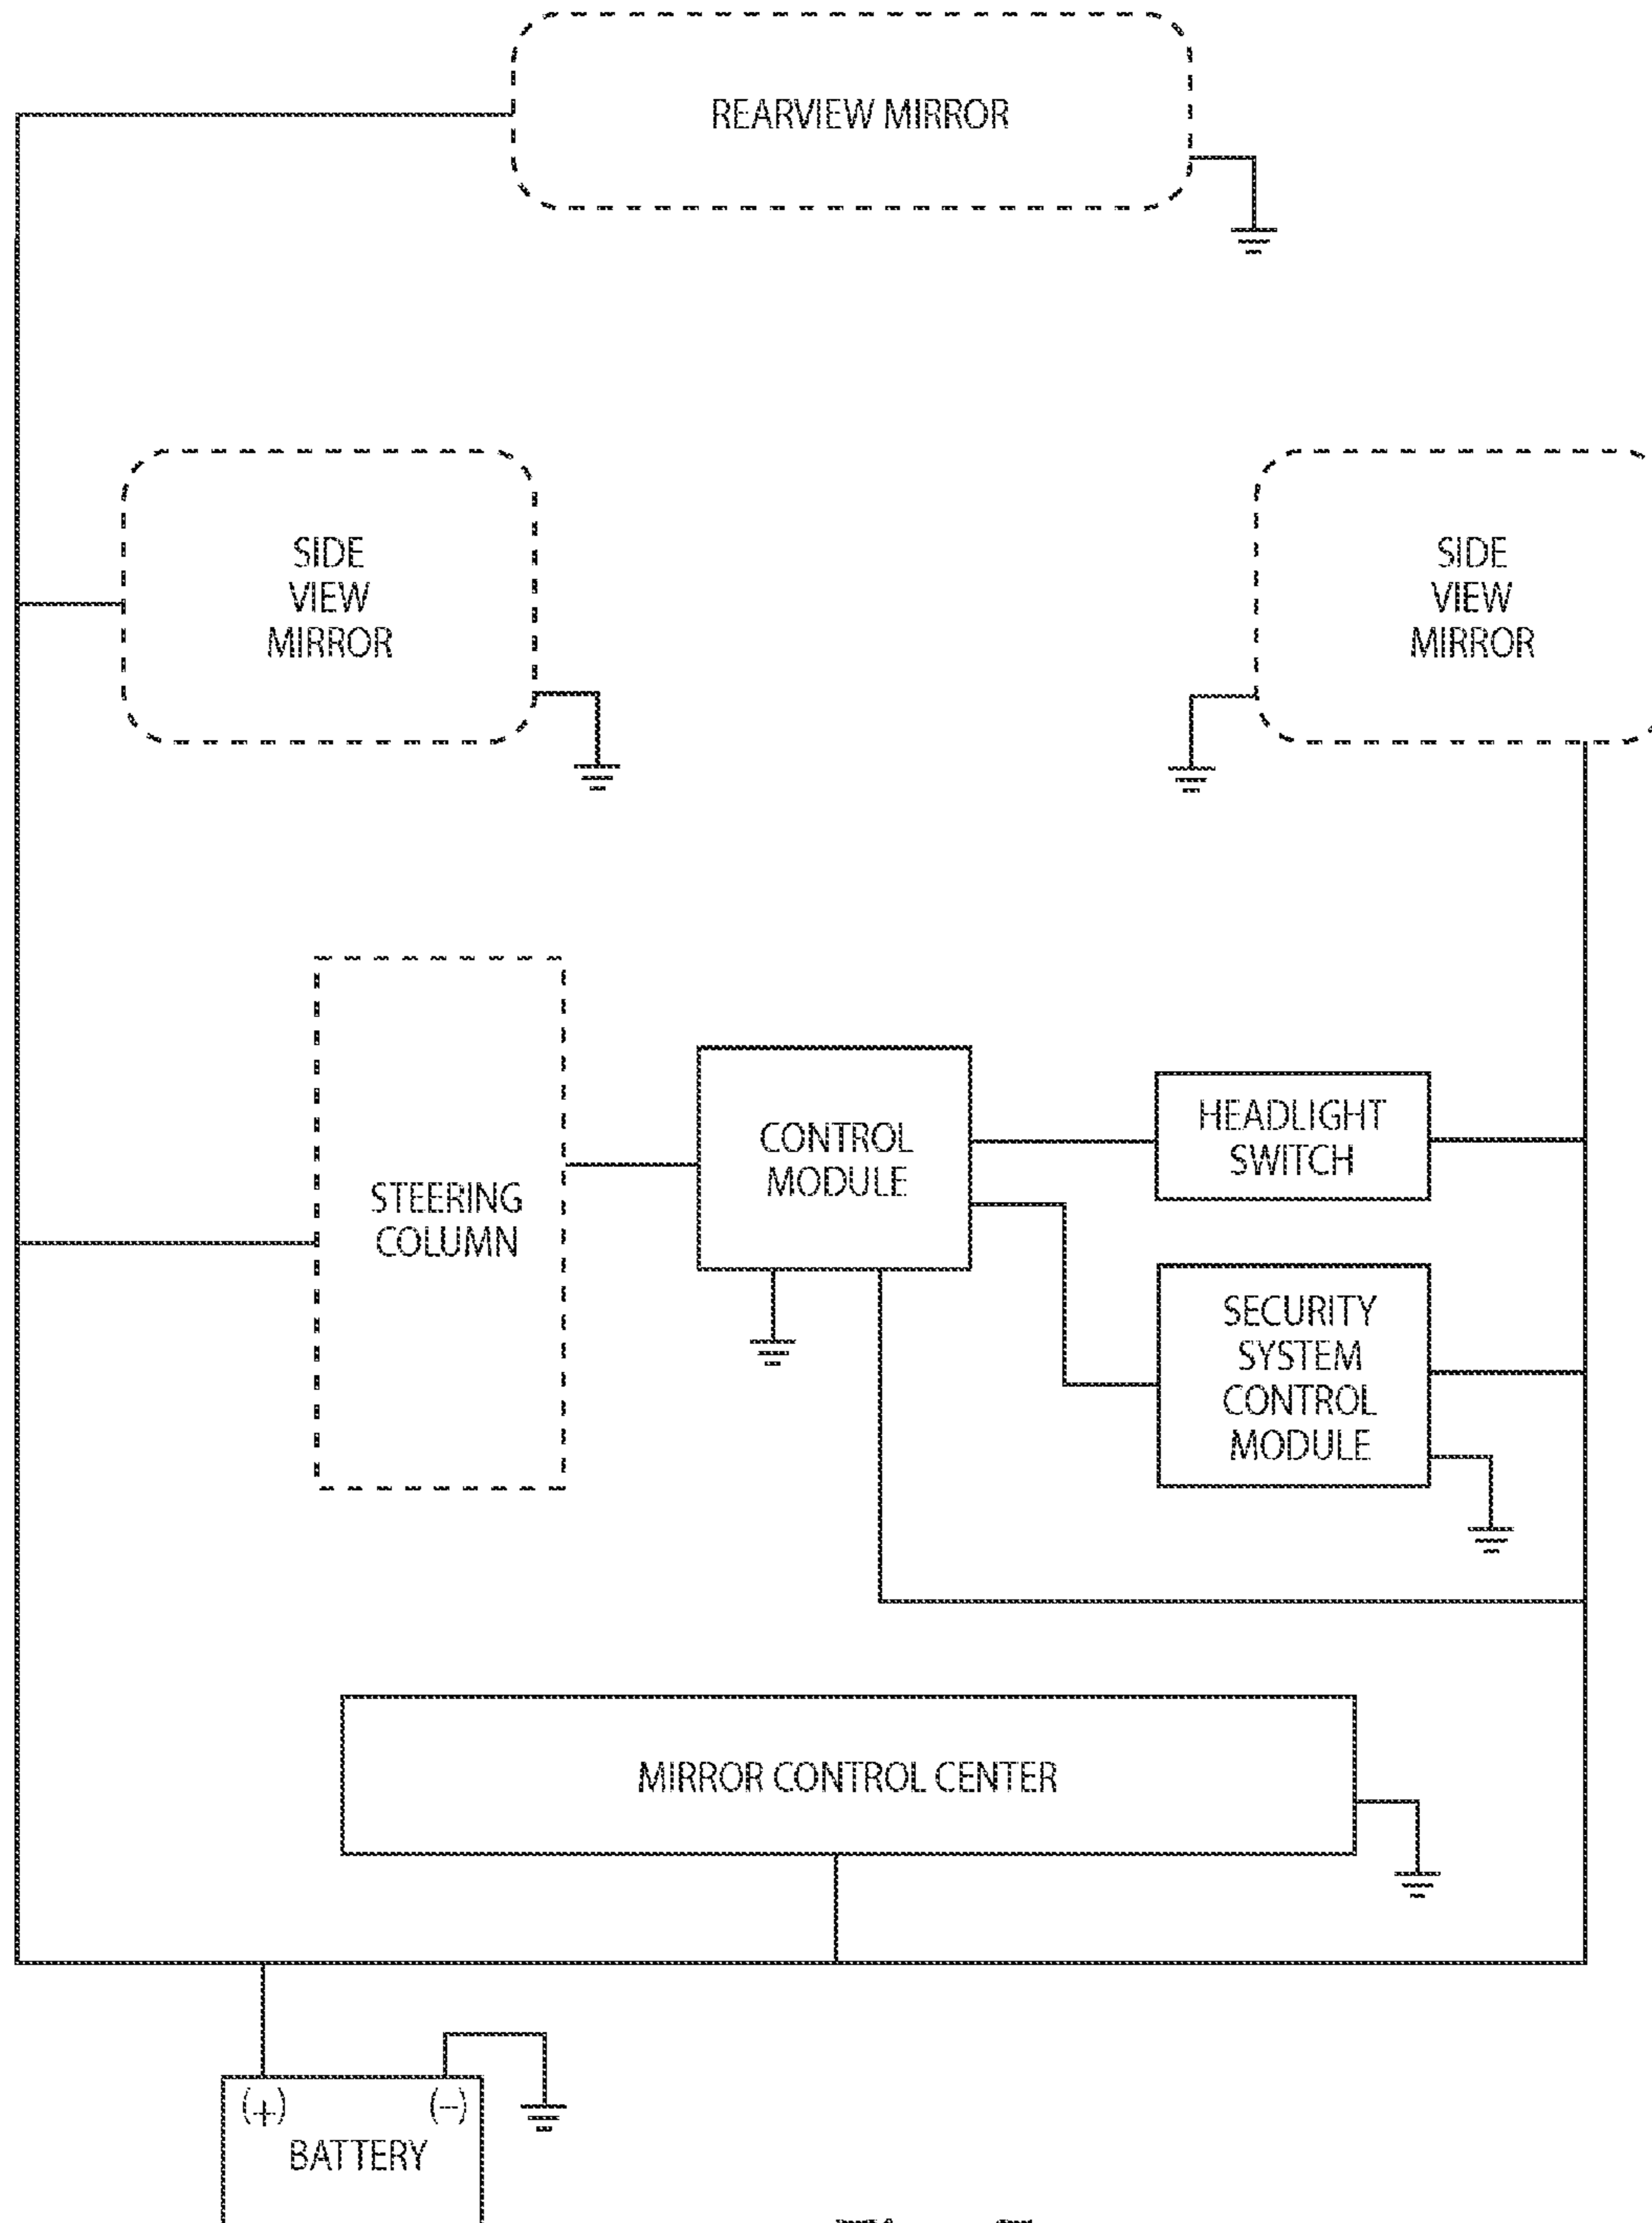 REARVIEW MIRROR
SIDE
VIEW
MIRROR
SIDE
VIEW
MIRROR
STEERING
COLUMN
CONTROL
MODULE
HEADLIGHT
SWITCH
SECURITY
SYSTEM
CONTROL
MODULE
MIRROR CONTROL CENTER
(+) (-)
BATTERY